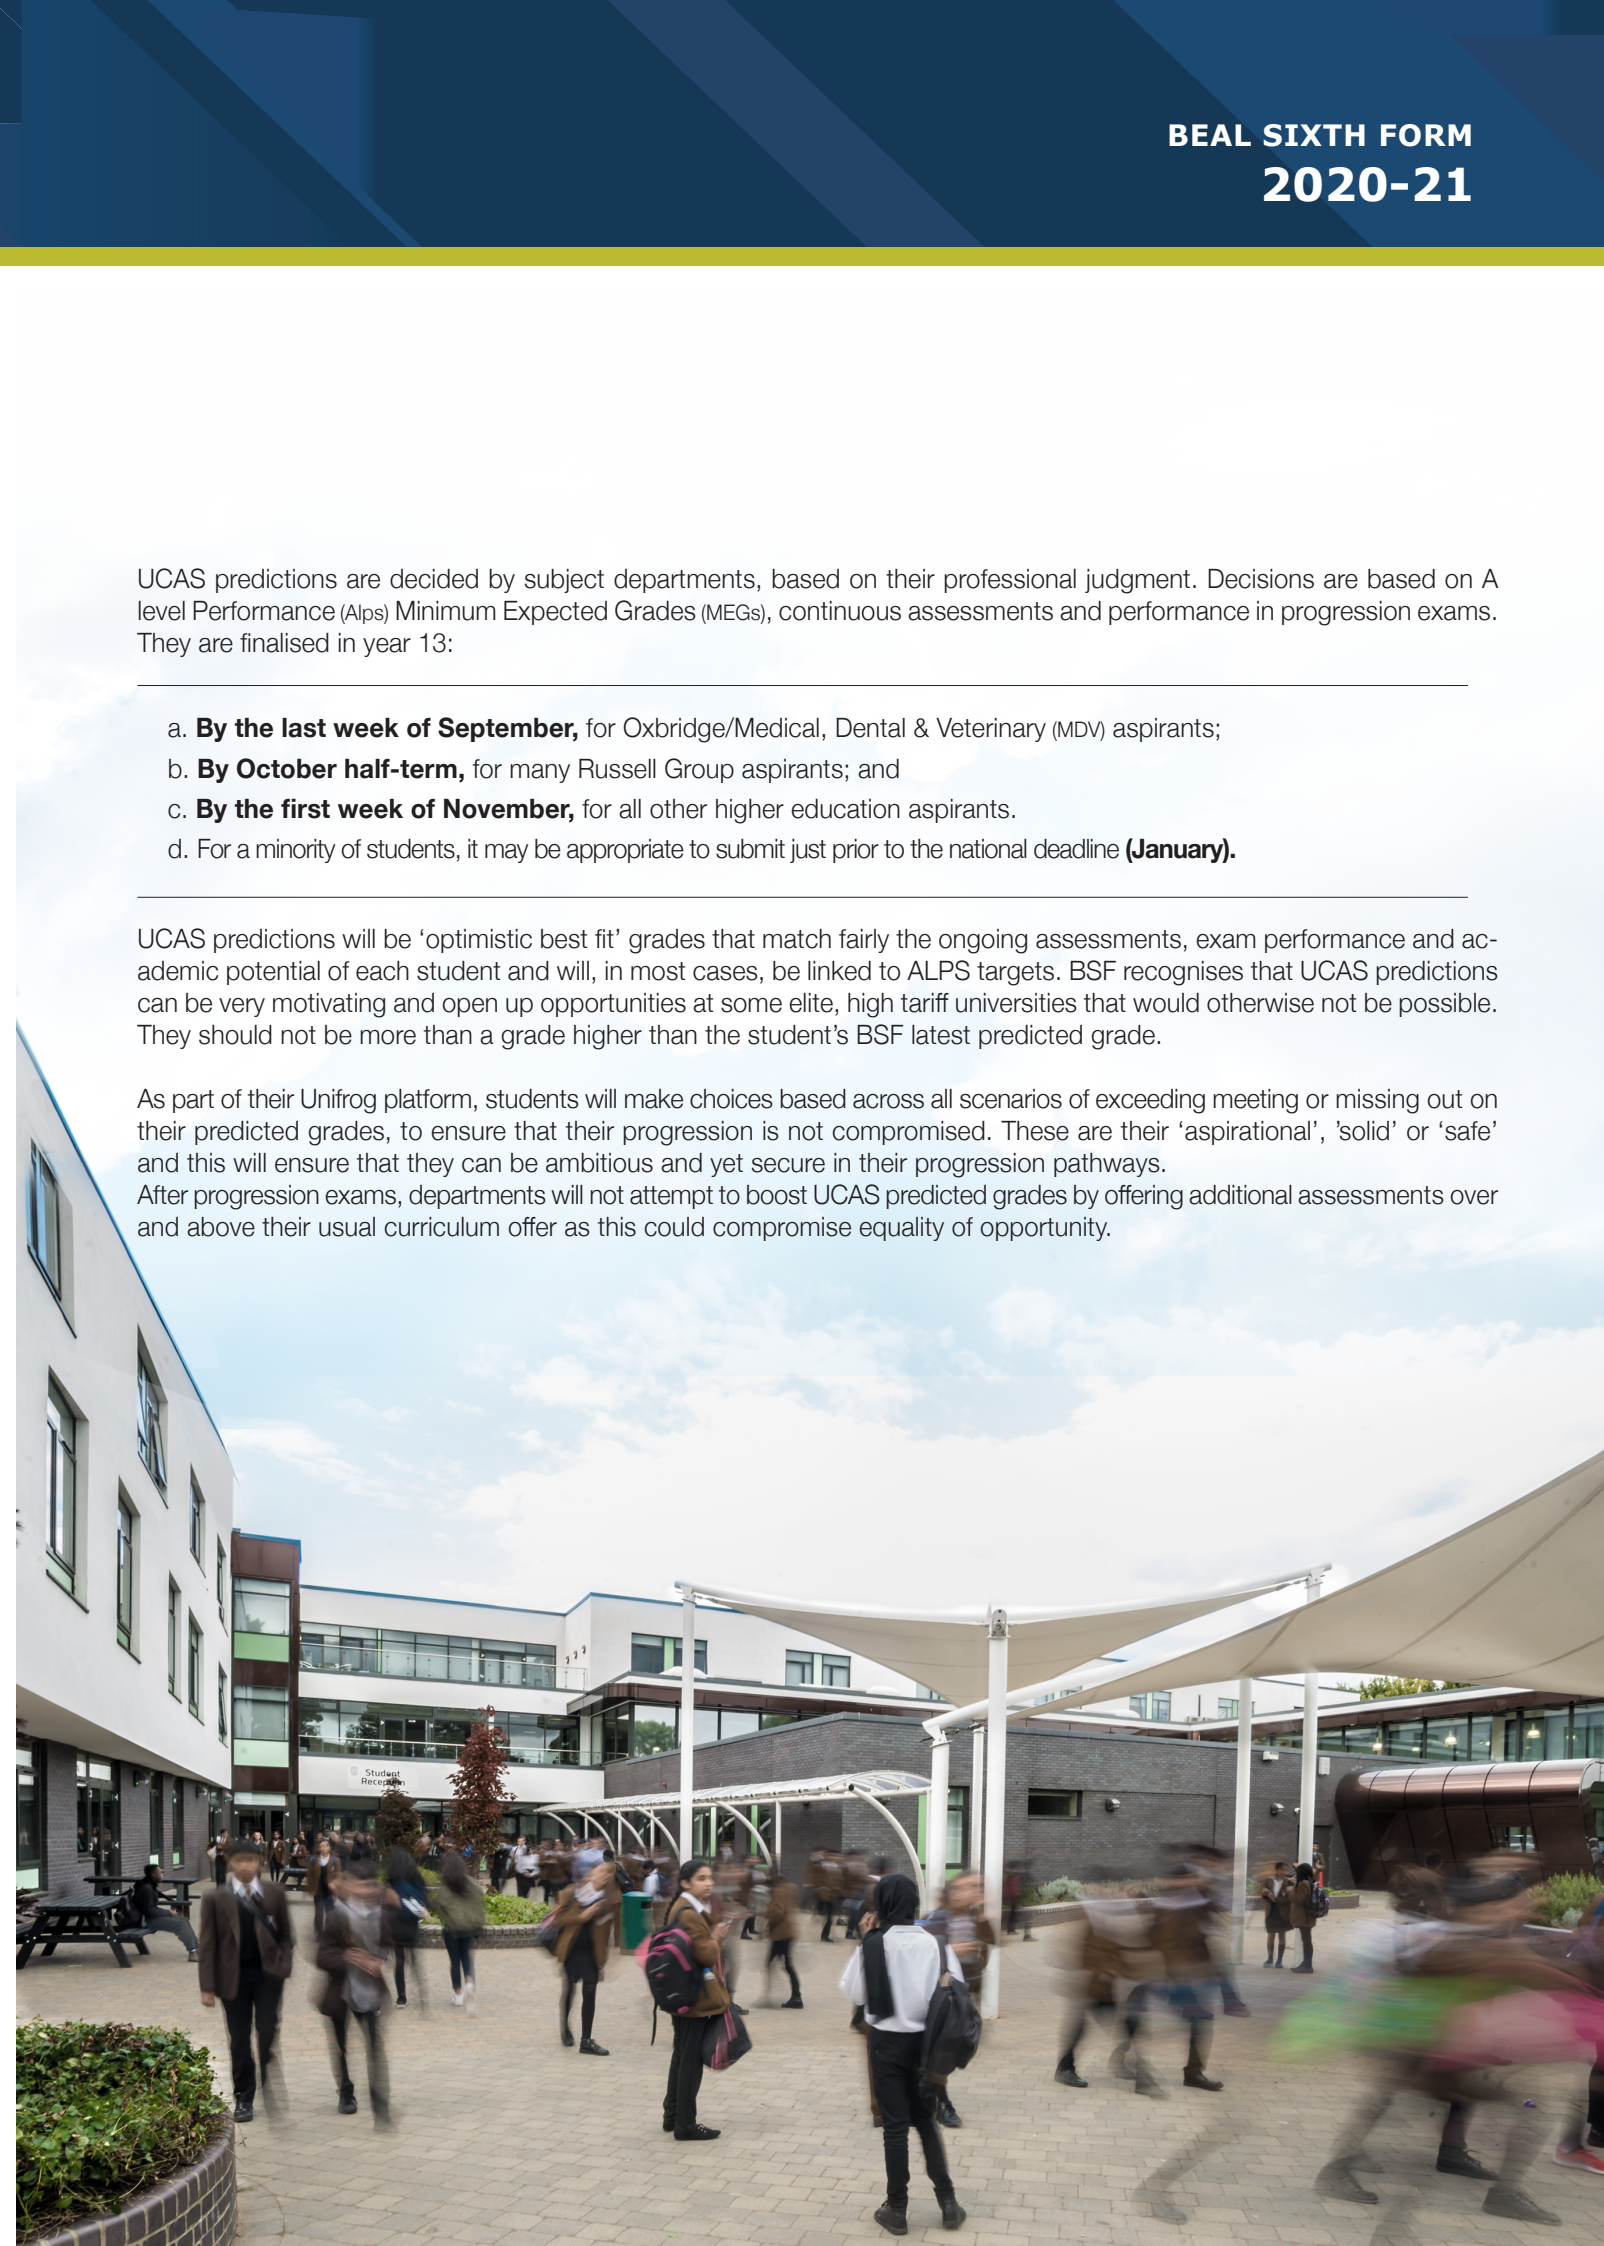 BEAL SIXTH FORM
2020-21
UCAS predictions are decided by subject departments, based on their professional judgment. Decisions are based on A
level Performance (Alps) Minimum Expected Grades (MEGs), continuous assessments and performance in progression exams.
They are finalised in year 13:
a. By the last week of September, for Oxbridge/Medical, Dental & Veterinary (MDV) aspirants;
b. By October half-term, for many Russell Group aspirants; and
c. By the first week of November, for all other higher education aspirants.
d. For a minority of students, it may be appropriate to submit just prior to the national deadline (January).
UCAS predictions will be ‘optimistic best fit’ grades that match fairly the ongoing assessments, exam performance and ac-
ademic potential of each student and will, in most cases, be linked to ALPS targets. BSF recognises that UCAS predictions
can be very motivating and open up opportunities at some elite, high tariff universities that would otherwise not be possible.
They should not be more than a grade higher than the student’s BSF latest predicted grade.
As part of their Unifrog platform, students will make choices based across all scenarios of exceeding meeting or missing out on
their predicted grades, to ensure that their progression is not compromised. These are their ‘aspirational’, ’solid’ or ‘safe’
and this will ensure that they can be ambitious and yet secure in their progression pathways.
After progression exams, departments will not attempt to boost UCAS predicted grades by offering additional assessments over
and above their usual curriculum offer as this could compromise equality of opportunity.
Student
Reception